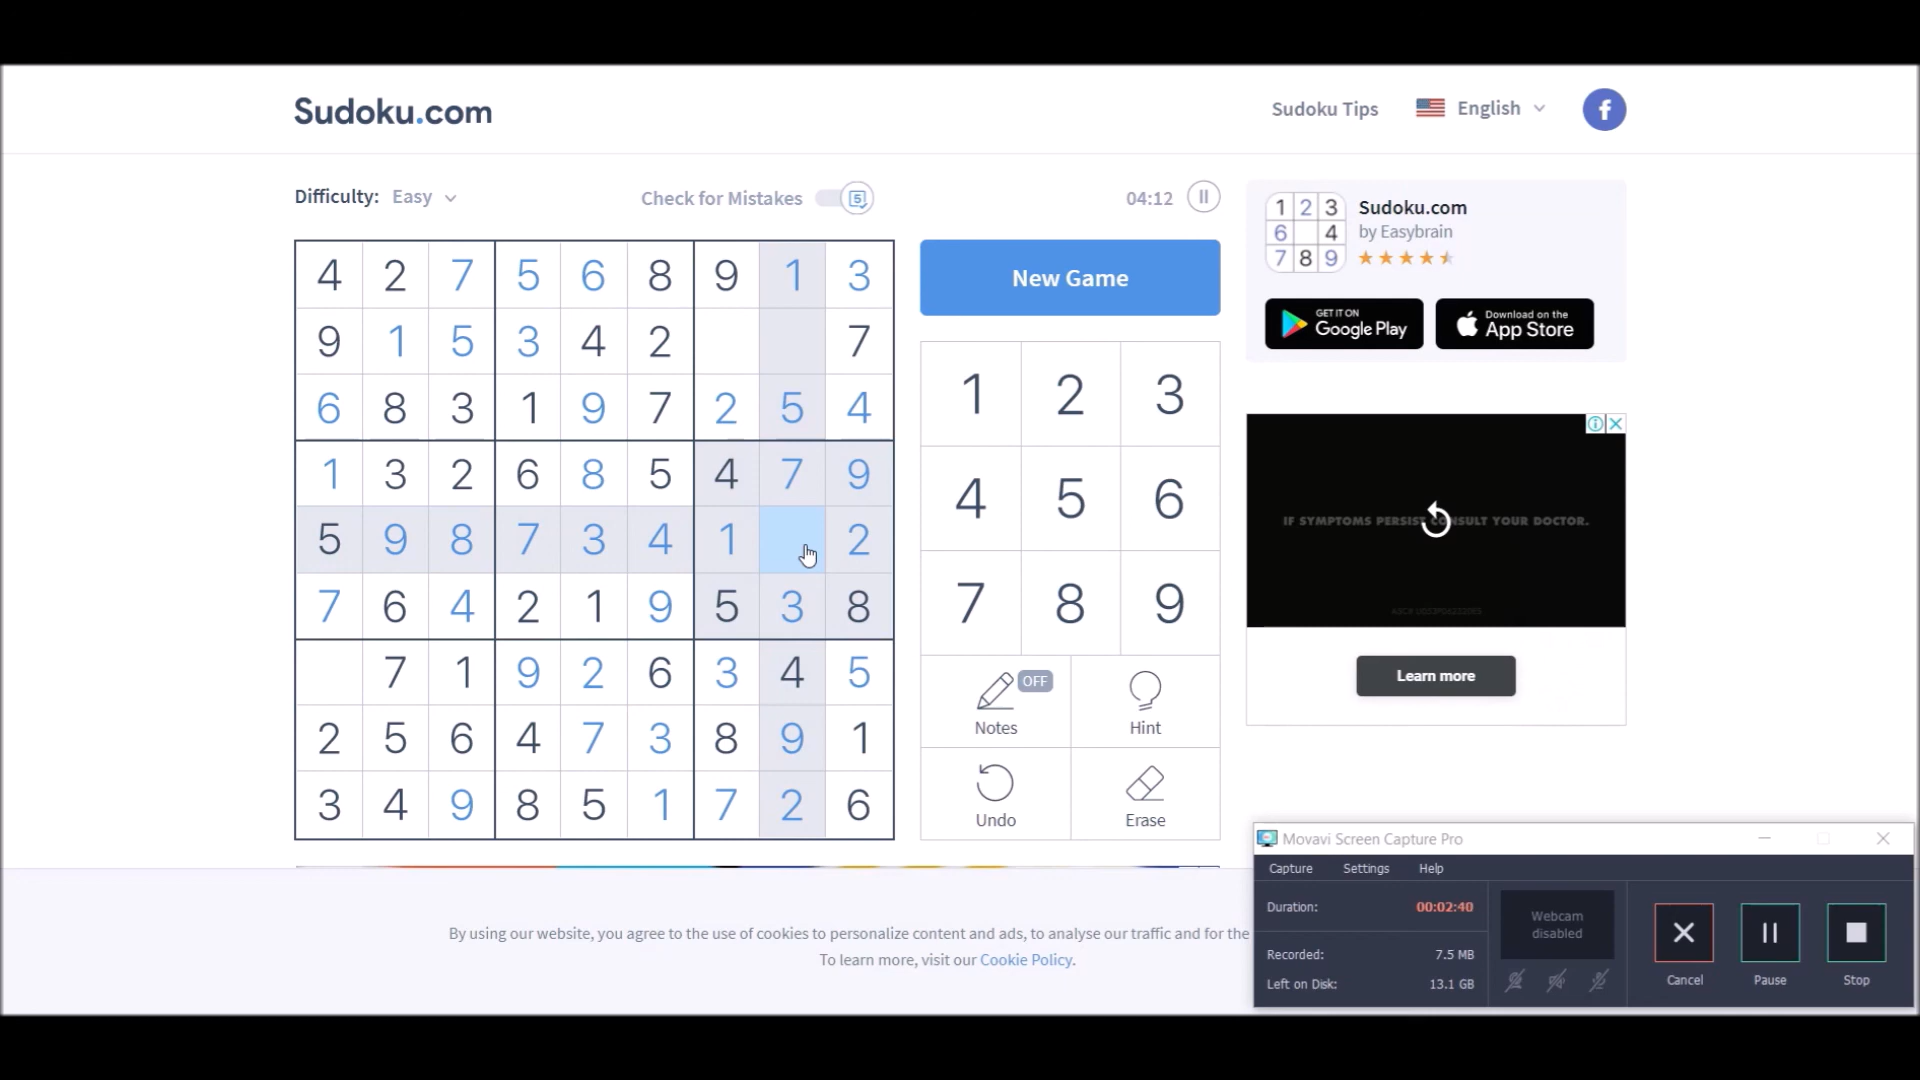 Sudoku.com
Sudoku Tips
English
f
Difficulty: Easy
Check for Mistakes
5
04:12
4 2 7 5 6 8 9 1 3
9 1 5 3 4 2 7
6 8 3 1 9 7 2 5 4
1 3 2 6 8 5 4 7 9
5 9 8 7 3 4 1 2
7 6 4 2 1 9 5 3 8
7 1 9 2 6 3 4 5
2 5 6 4 7 3 8 9 1
3 4 9 8 5 1 7 2 6
New Game
1 2 3
4 5 6
7 8 9
OFF
Notes
Hint
Undo
Erase
1 2 3
6 4
7 8 9
Sudoku.com
by Easybrain
GET IT ON
Google Play
Download on the
App Store
IF SYMPTOMS PERSIST CONSULT YOUR DOCTOR.
Learn more
By using our website, you agree to the use of cookies to personalize content and ads, to analyse our traffic and for the
To learn more, visit our Cookie Policy.
Movavi Screen Capture Pro
Capture Settings Help
Duration: 00:02:40
Recorded: 7.5 MB
Left on Disk: 13.1 GB
Webcam
disabled
Cancel
Pause
Stop